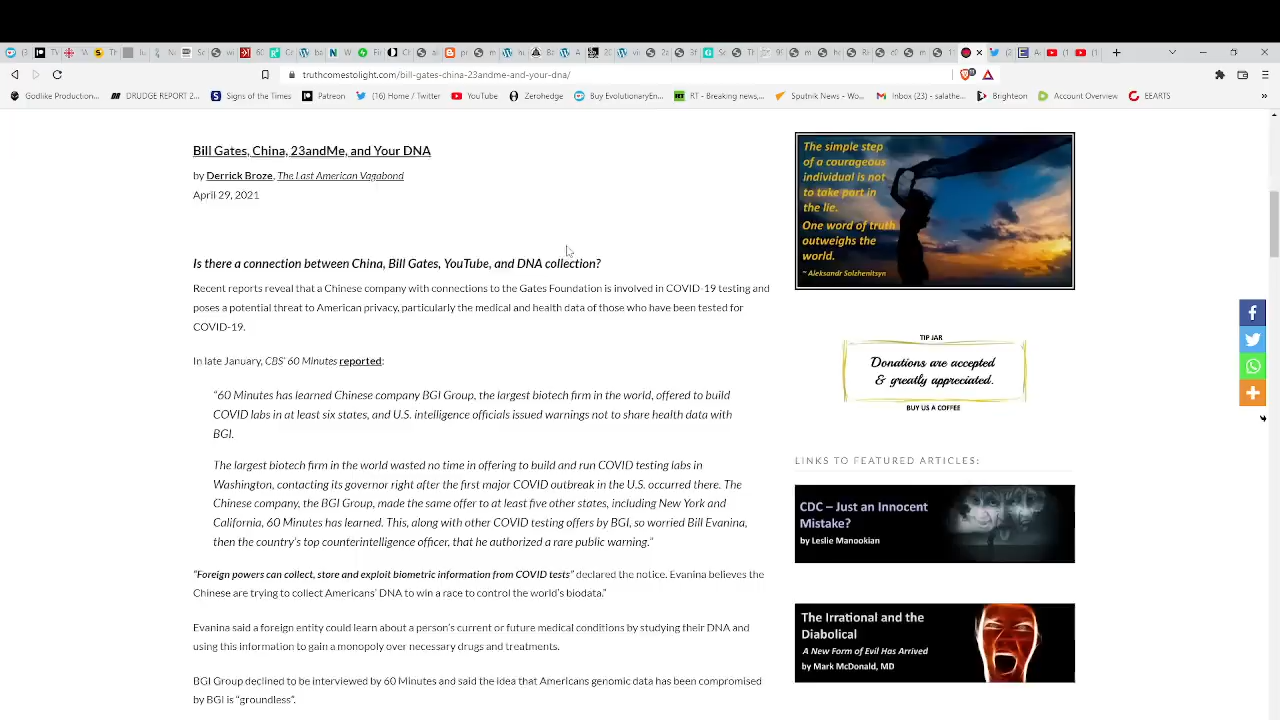 truthcomestolight.com/bill-gates-china-23andme-and-your-dna/
Godlike Production...
DRUDGE REPORT 2...
Signs of the Times
Patreon
(16) Home / Twitter
YouTube
Zerohedge
Buy EvolutionaryEn...
RT - Breaking news,...
Sputnik News - Wo...
Inbox (23) - salathe...
Brighteon
Account Overview
EEARTS
Bill Gates, China, 23andMe, and Your DNA
by Derrick Broze, The Last American Vagabond
April 29, 2021
Is there a connection between China, Bill Gates, YouTube, and DNA collection?
Recent reports reveal that a Chinese company with connections to the Gates Foundation is involved in COVID-19 testing and
poses a potential threat to American privacy, particularly the medical and health data of those who have been tested for
COVID-19.
In late January, CBS' 60 Minutes reported:
"60 Minutes has learned Chinese company BGI Group, the largest biotech firm in the world, offered to build
COVID labs in at least six states, and U.S. intelligence officials issued warnings not to share health data with
BGI.
The largest biotech firm in the world wasted no time in offering to build and run COVID testing labs in
Washington, contacting its governor right after the first major COVID outbreak in the U.S. occurred there. The
Chinese company, the BGI Group, made the same offer to at least five other states, including New York and
California, 60 Minutes has learned. This, along with other COVID testing offers by BGI, so worried Bill Evanina,
then the country's top counterintelligence officer, that he authorized a rare public warning."
"Foreign powers can collect, store and exploit biometric information from COVID tests" declared the notice. Evanina believes the
Chinese are trying to collect Americans' DNA to win a race to control the world's biodata."
Evanina said a foreign entity could learn about a person's current or future medical conditions by studying their DNA and
using this information to gain a monopoly over necessary drugs and treatments.
BGI Group declined to be interviewed by 60 Minutes and said the idea that Americans genomic data has been compromised
by BGI is "groundless".
The simple step
of a courageous
individual is not
to take part in
the lie.
One word of truth
outweighs the
world.
~ Aleksandr Solzhenitsyn
TIP JAR
Donations are accepted
& greatly appreciated.
BUY US A COFFEE
LINKS TO FEATURED ARTICLES:
CDC – Just an Innocent
Mistake?
by Leslie Manookian
The Irrational and the
Diabolical
A New Form of Evil Has Arrived
by Mark McDonald, MD